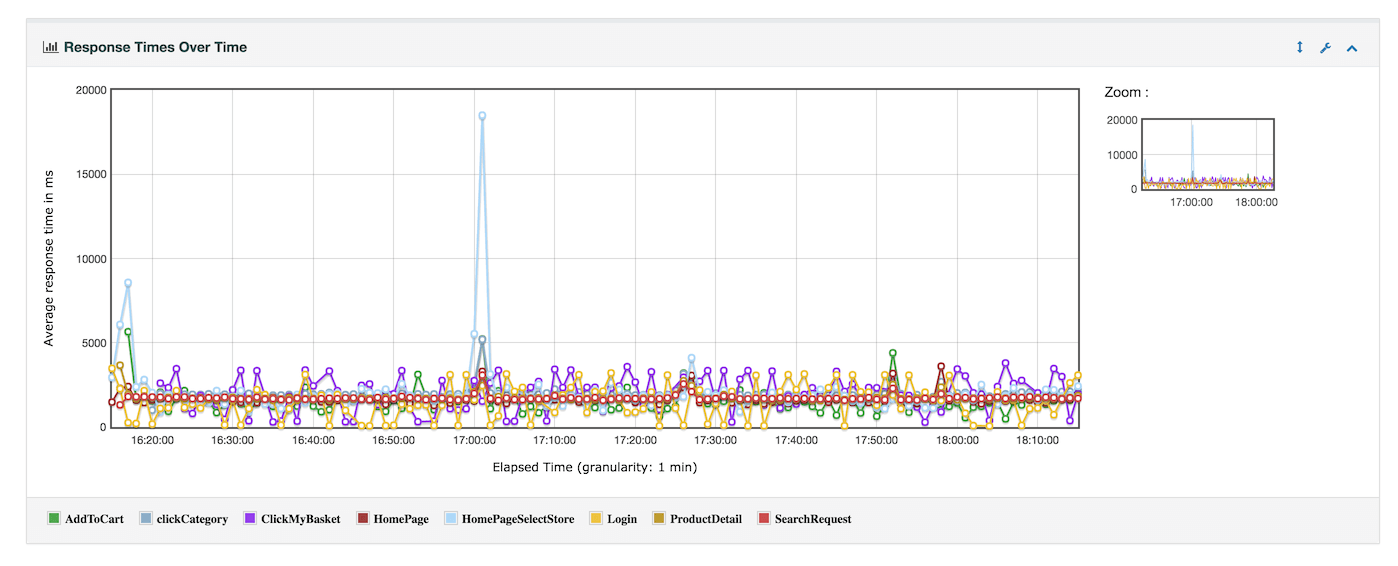 Response Times Over Time
Zoom :
20000
15000
10000
5000
0
Average response time in ms
16:20:00 16:30:00 16:40:00 16:50:00 17:00:00 17:10:00 17:20:00 17:30:00 17:40:00 17:50:00 18:00:00 18:10:00
Elapsed Time (granularity: 1 min)
20000
10000
0
17:00:00 18:00:00
AddToCart clickCategory ClickMyBasket HomePage HomePageSelectStore Login ProductDetail SearchRequest